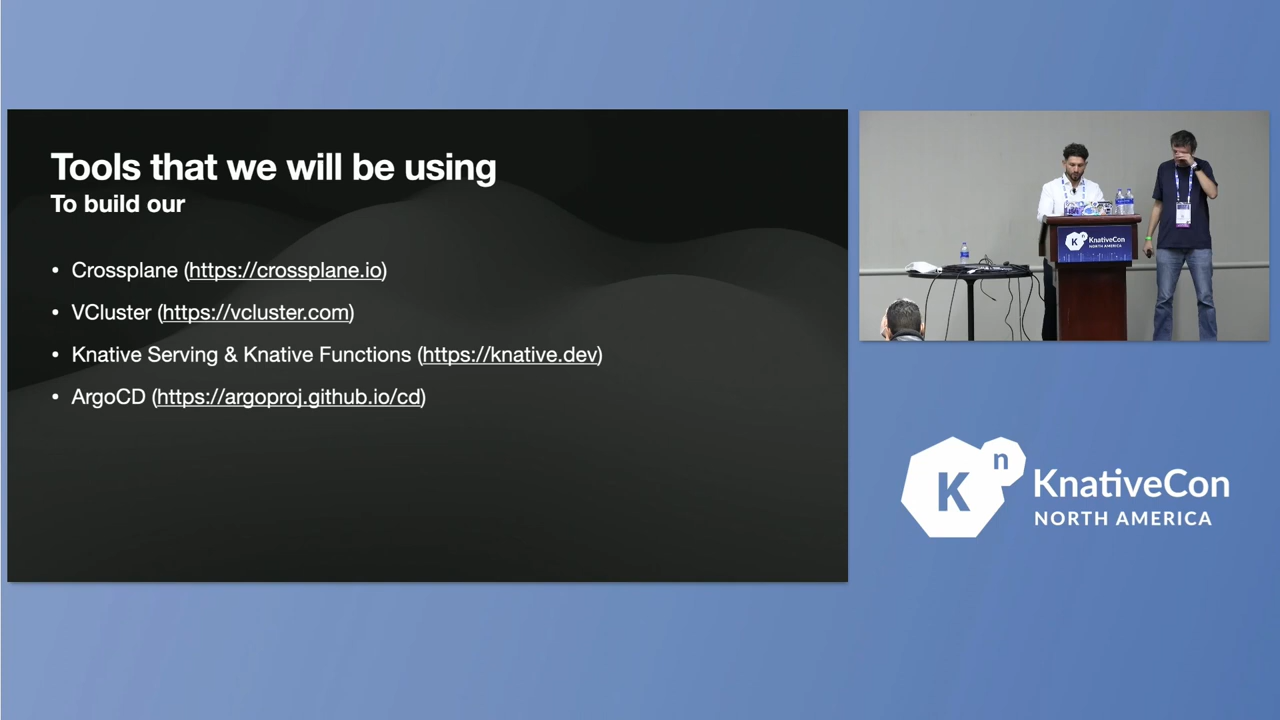 Tools that we will be using
To build our
• Crossplane (https://crossplane.io)
• VCluster (https://vcluster.com)
• Knative Serving & Knative Functions (https://knative.dev)
• ArgoCD (https://argoproj.github.io/cd)
K n
KnativeCon
NORTH AMERICA
K n
KnativeCon
NORTH AMERICA